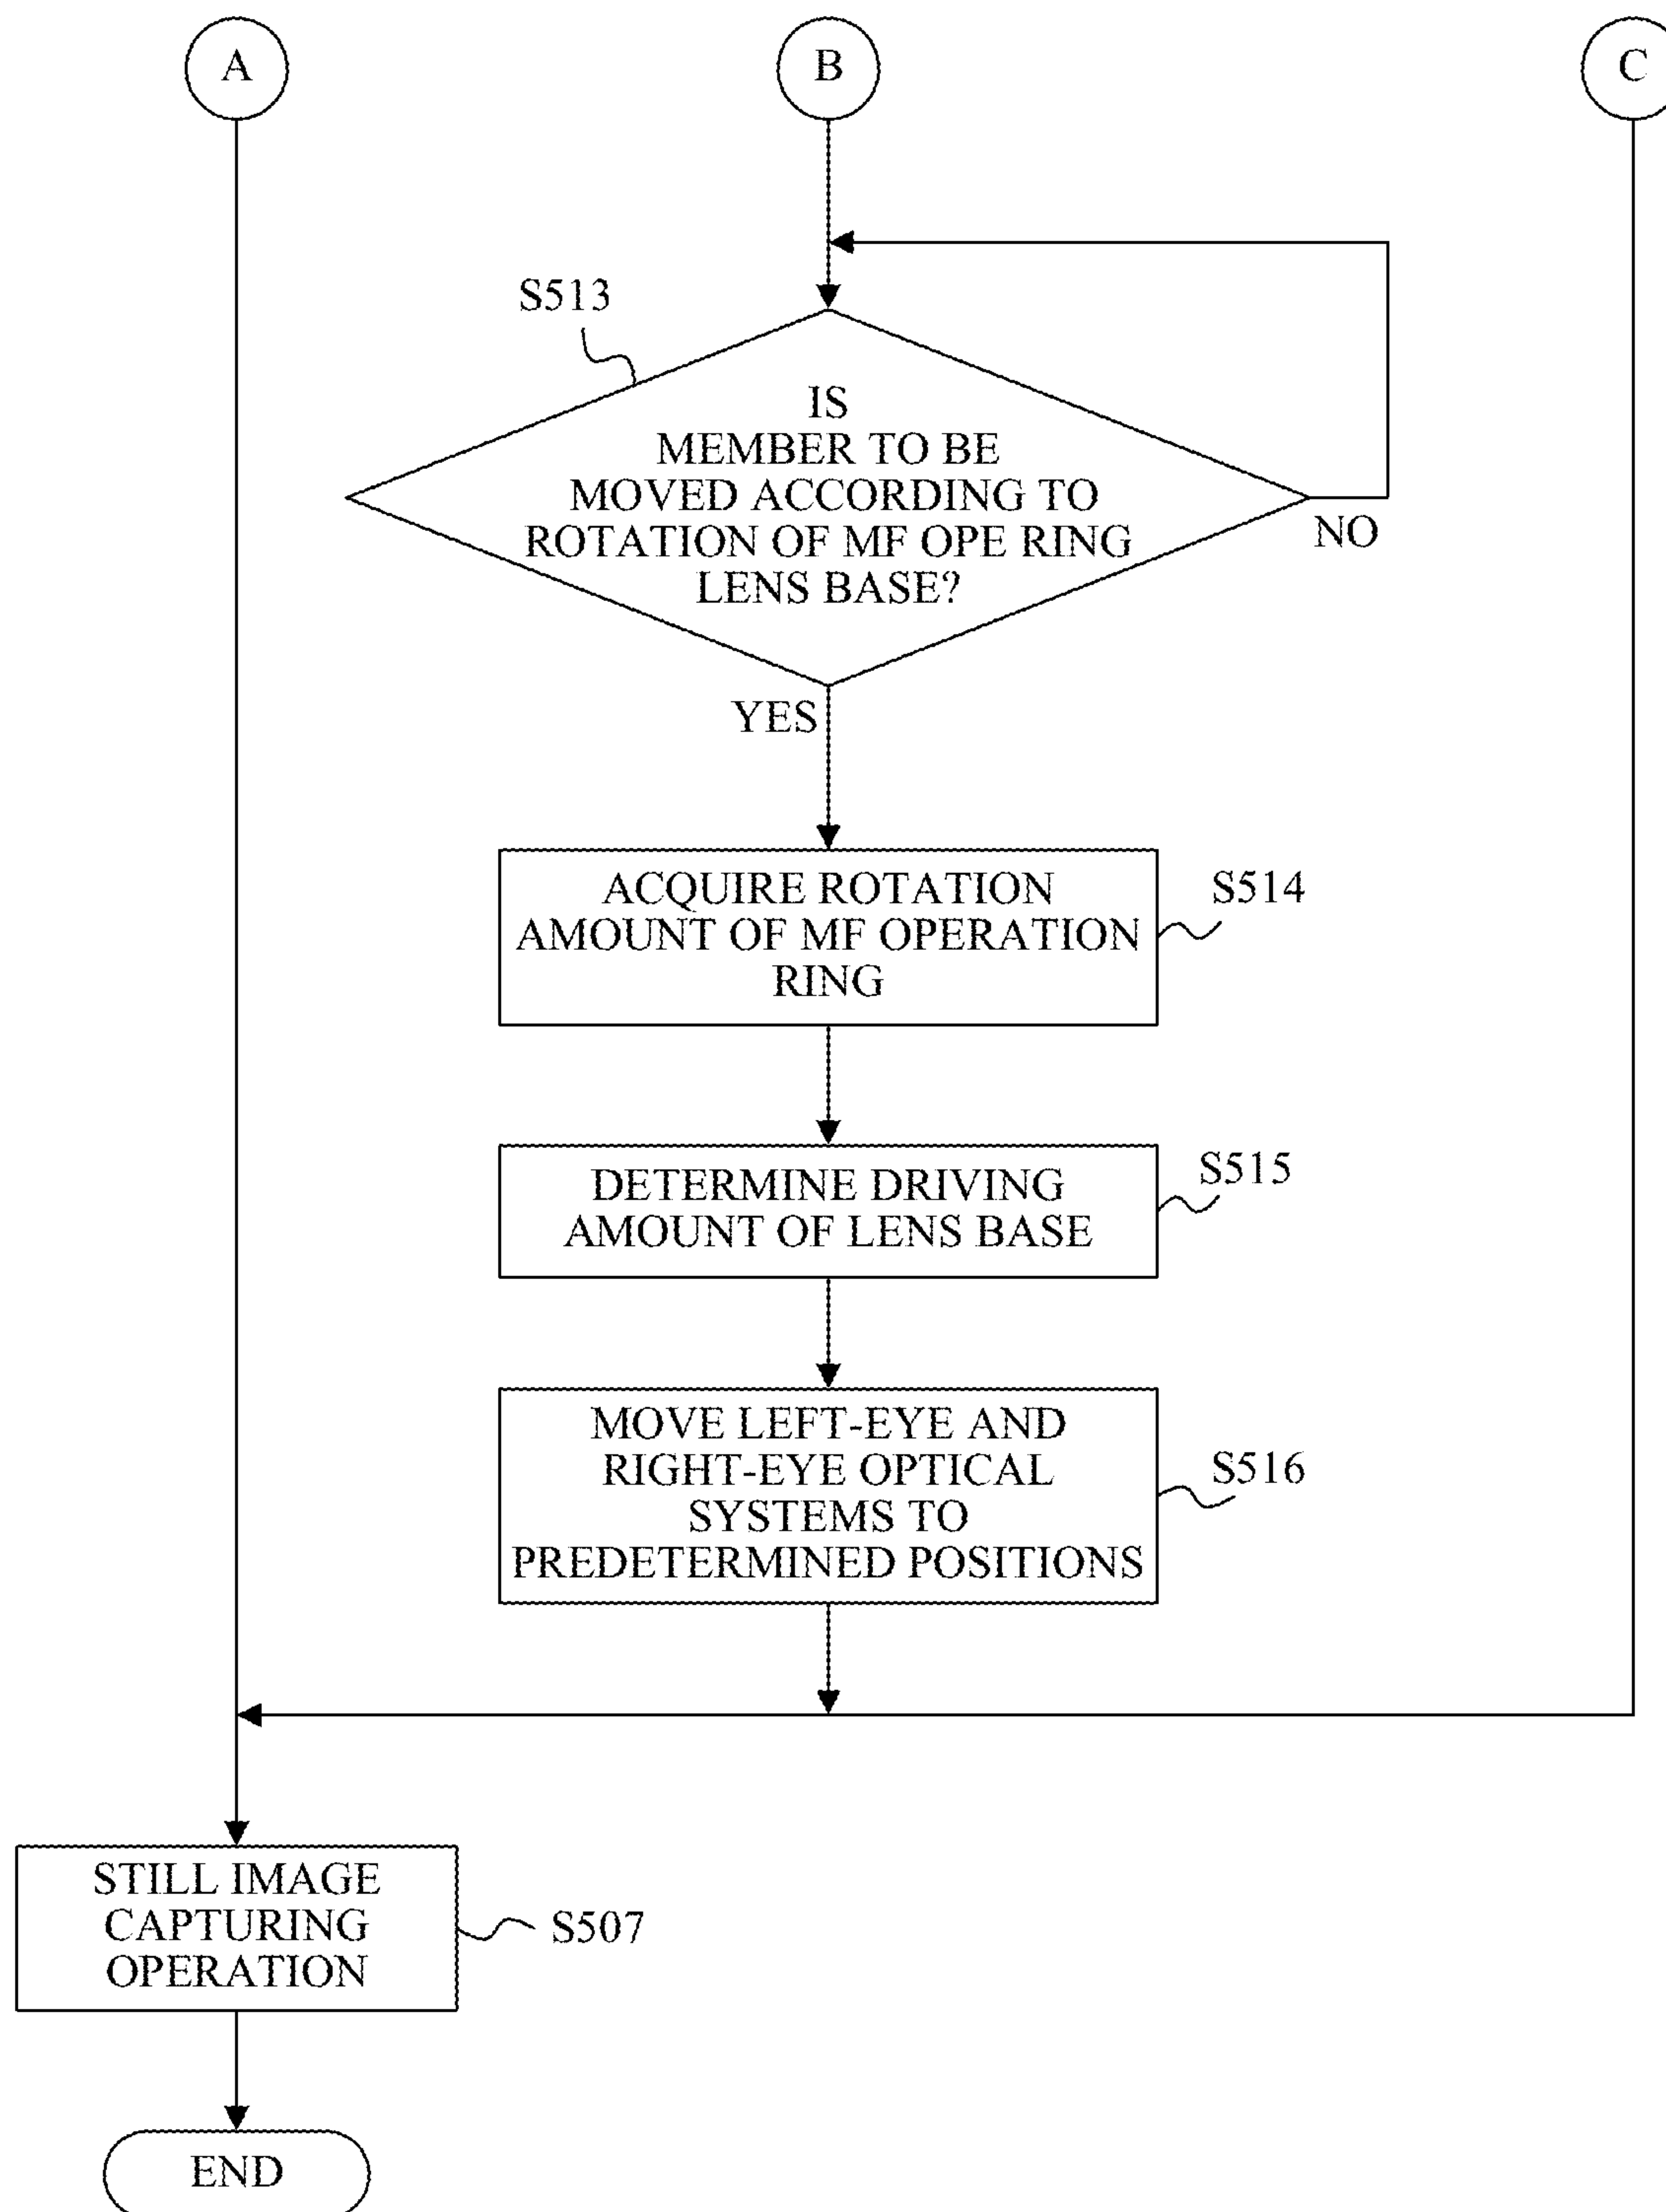 A
B
C
S513
IS
MEMBER TO BE
MOVED ACCORDING TO
ROTATION OF MF OPE RING
LENS BASE?
NO
YES
ACQUIRE ROTATION
AMOUNT OF MF OPERATION
RING
S514
DETERMINE DRIVING
AMOUNT OF LENS BASE
S515
MOVE LEFT-EYE AND
RIGHT-EYE OPTICAL
SYSTEMS TO
PREDETERMINED POSITIONS
S516
STILL IMAGE
CAPTURING
OPERATION
S507
END